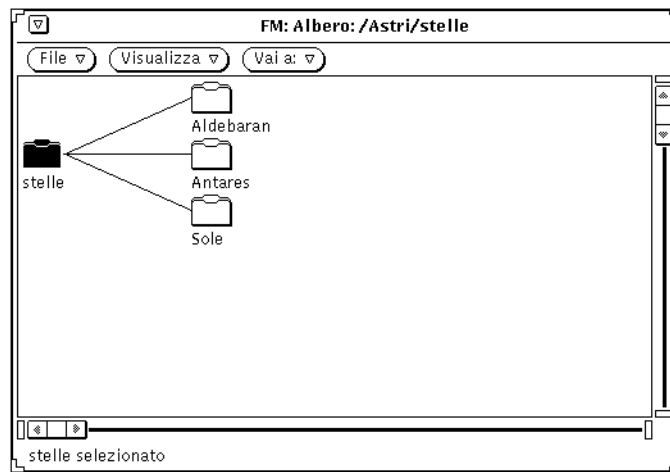 FM: Albero: /Astri/stelle
File Visualizza Vai a:
Aldebaran
stelle Antares
Sole
stelle selezionato